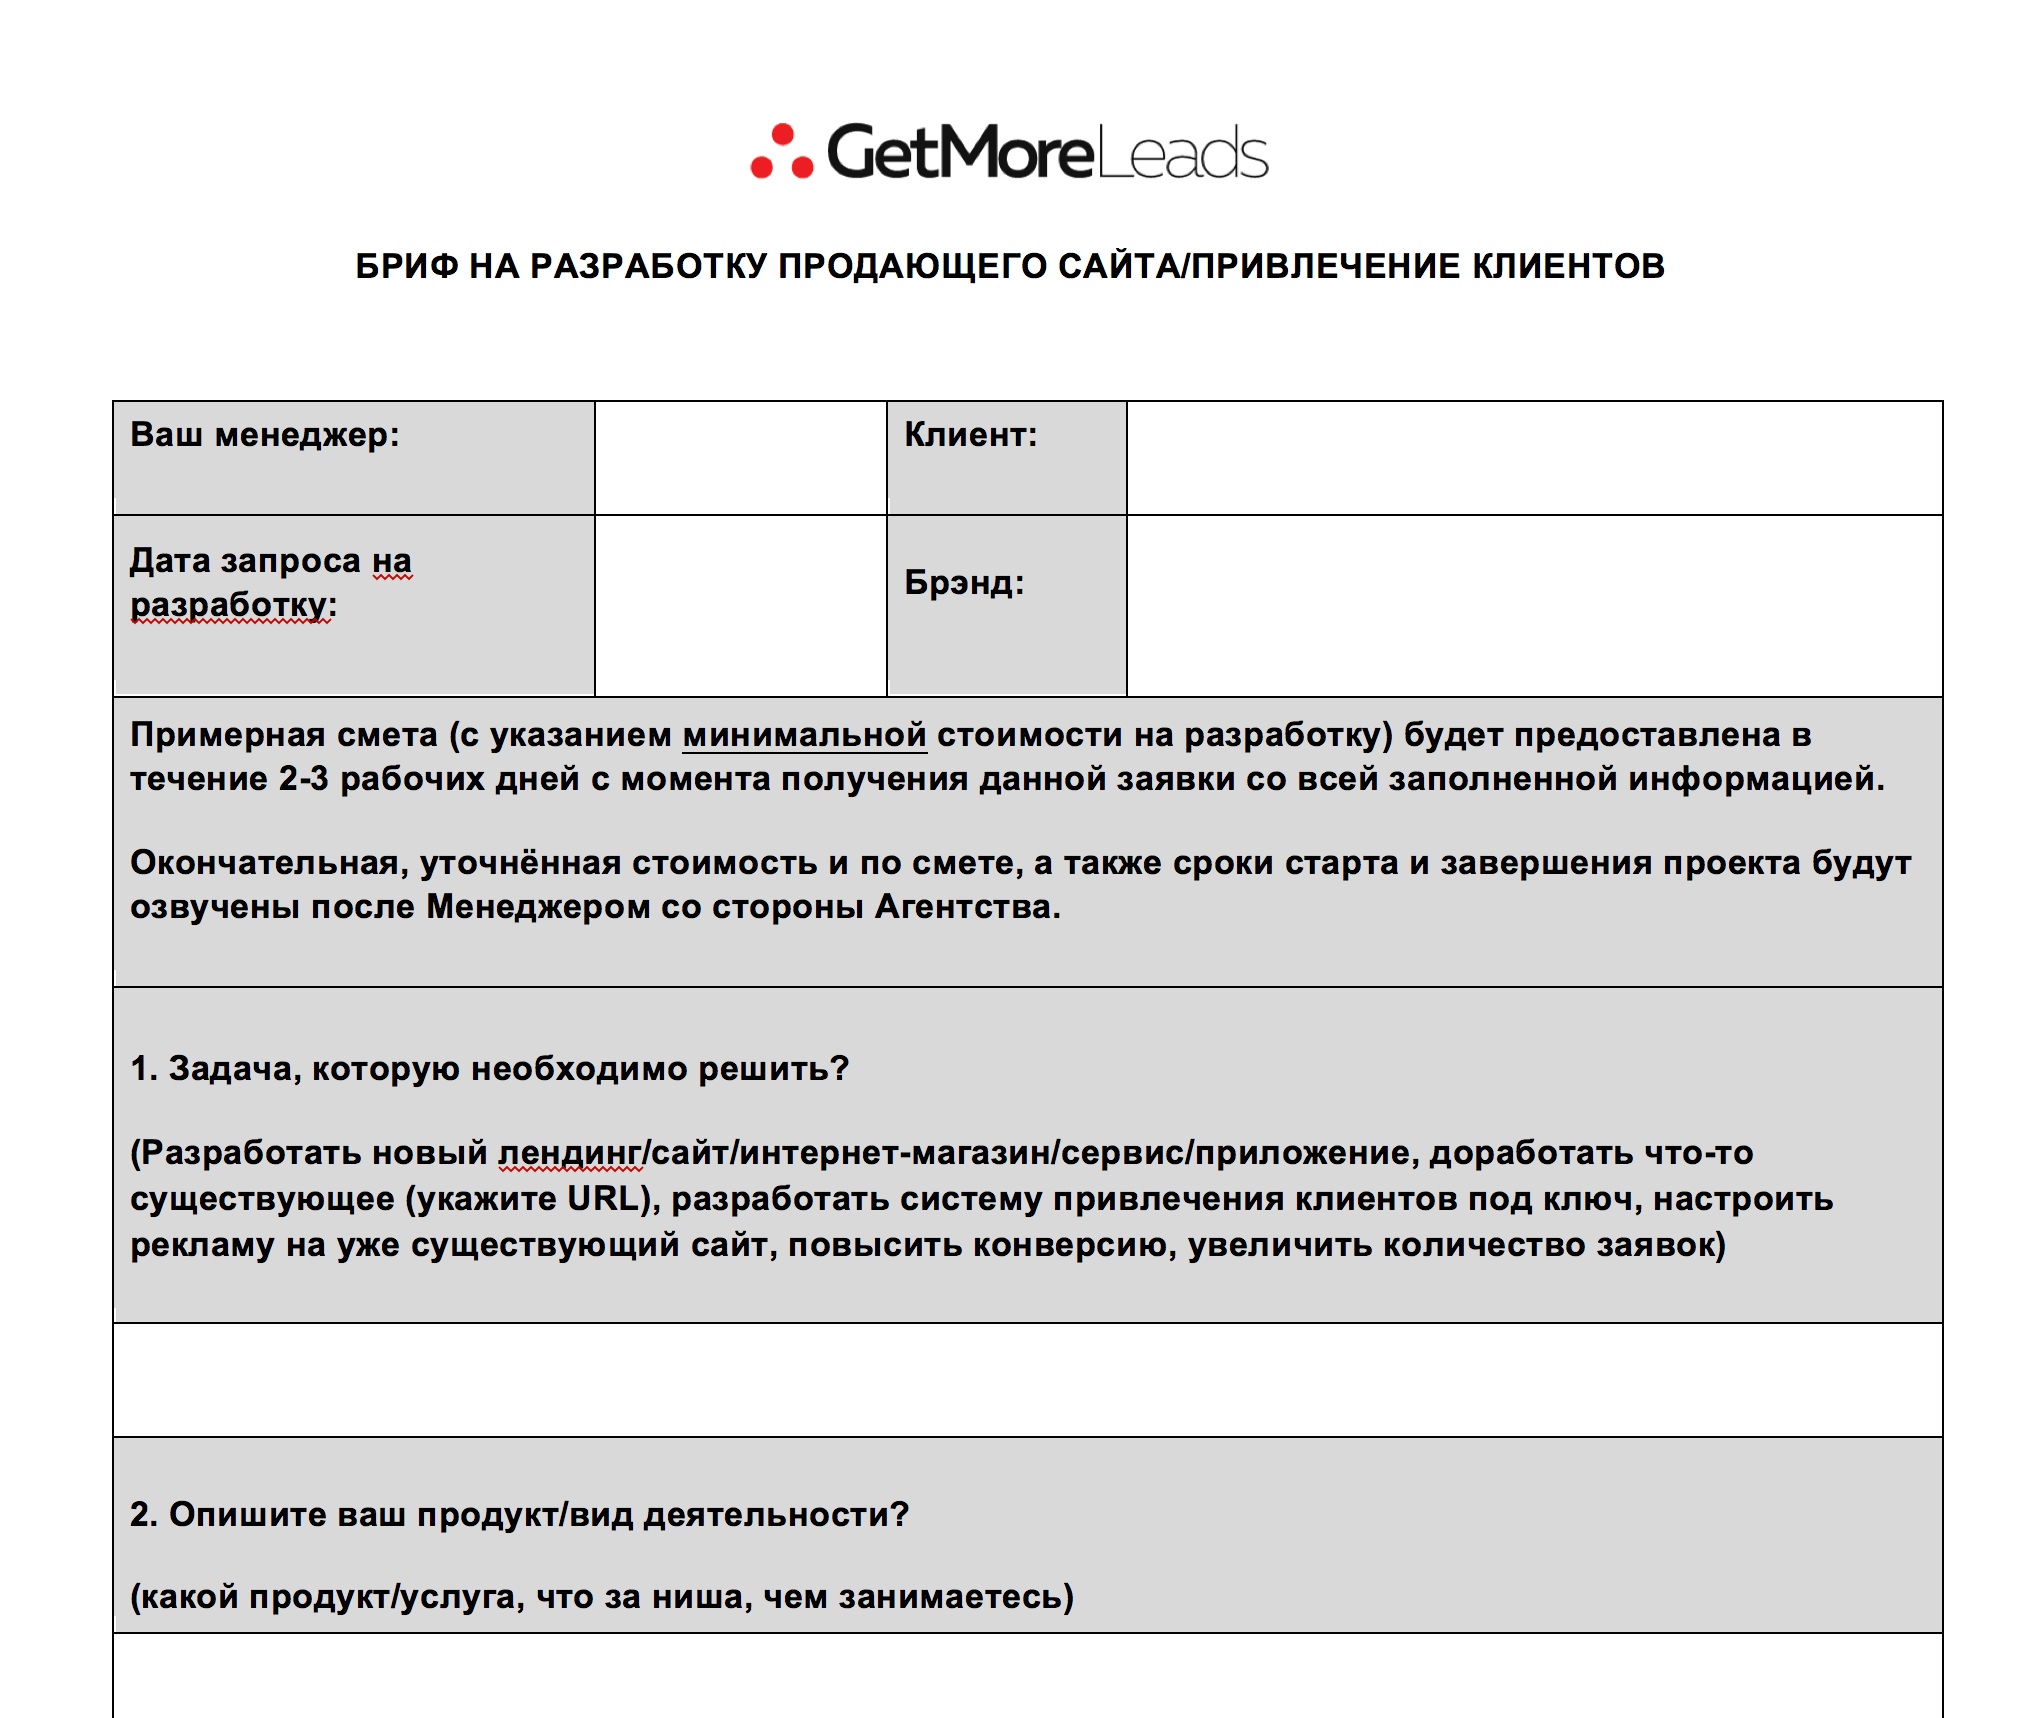 GetMoreLeads
БРИФ НА РАЗРАБОТКУ ПРОДАЮЩЕГО САЙТА/ПРИВЛЕЧЕНИЕ КЛИЕНТОВ
Ваш менеджер:
Клиент:
Дата запроса на
разработку:
Брэнд:
Примерная смета (с указанием минимальной стоимости на разработку) будет предоставлена в
течение 2-3 рабочих дней с момента получения данной заявки со всей заполненной информацией.
Окончательная, уточнённая стоимость и по смете, а также сроки старта и завершения проекта будут
озвучены после Менеджером со стороны Агентства.
1. Задача, которую необходимо решить?
(Разработать новый лендинг/сайт/интернет-магазин/сервис/приложение, доработать что-то
существующее (укажите URL), разработать систему привлечения клиентов под ключ, настроить
рекламу на уже существующий сайт, повысить конверсию, увеличить количество заявок)
2. Опишите ваш продукт/вид деятельности?
(какой продукт/услуга, что за ниша, чем занимаетесь)